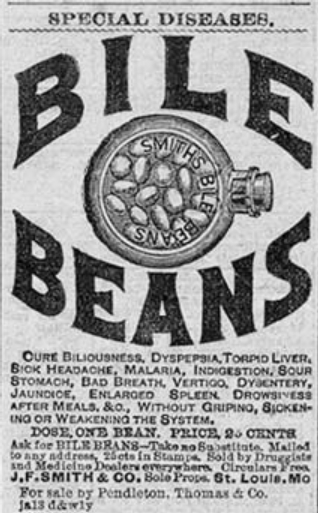 SPECIAL DISEASES.
BILE
SMITHS BILE BEANS
BEANS
CURE BILIOUSNESS, DYSPEPSIA, TORPID LIVER,
SICK HEADACHE, MALARIA, INDIGESTION, SOUR
STOMACH, BAD BREATH, VERTIGO, DYSENTERY,
JAUNDICE, ENLARGED SPLEEN, DROWSINESS
AFTER MEALS, &C., WITHOUT GRIPING, SICKEN-
ING OR WEAKENING THE SYSTEM.
DOSE, ONE BEAN. PRICE, 25 CENTS
Ask for BILE BEANS—Take no Substitute. Mailed
to any address, 25cts in Stamps. Sold by Druggists
and Medicine Dealers everywhere. Circulars Free.
J. F. SMITH & CO. Sole Props. St. Louis, Mo
For sale by Pendleton, Thomas & Co.
ja13 d&wly